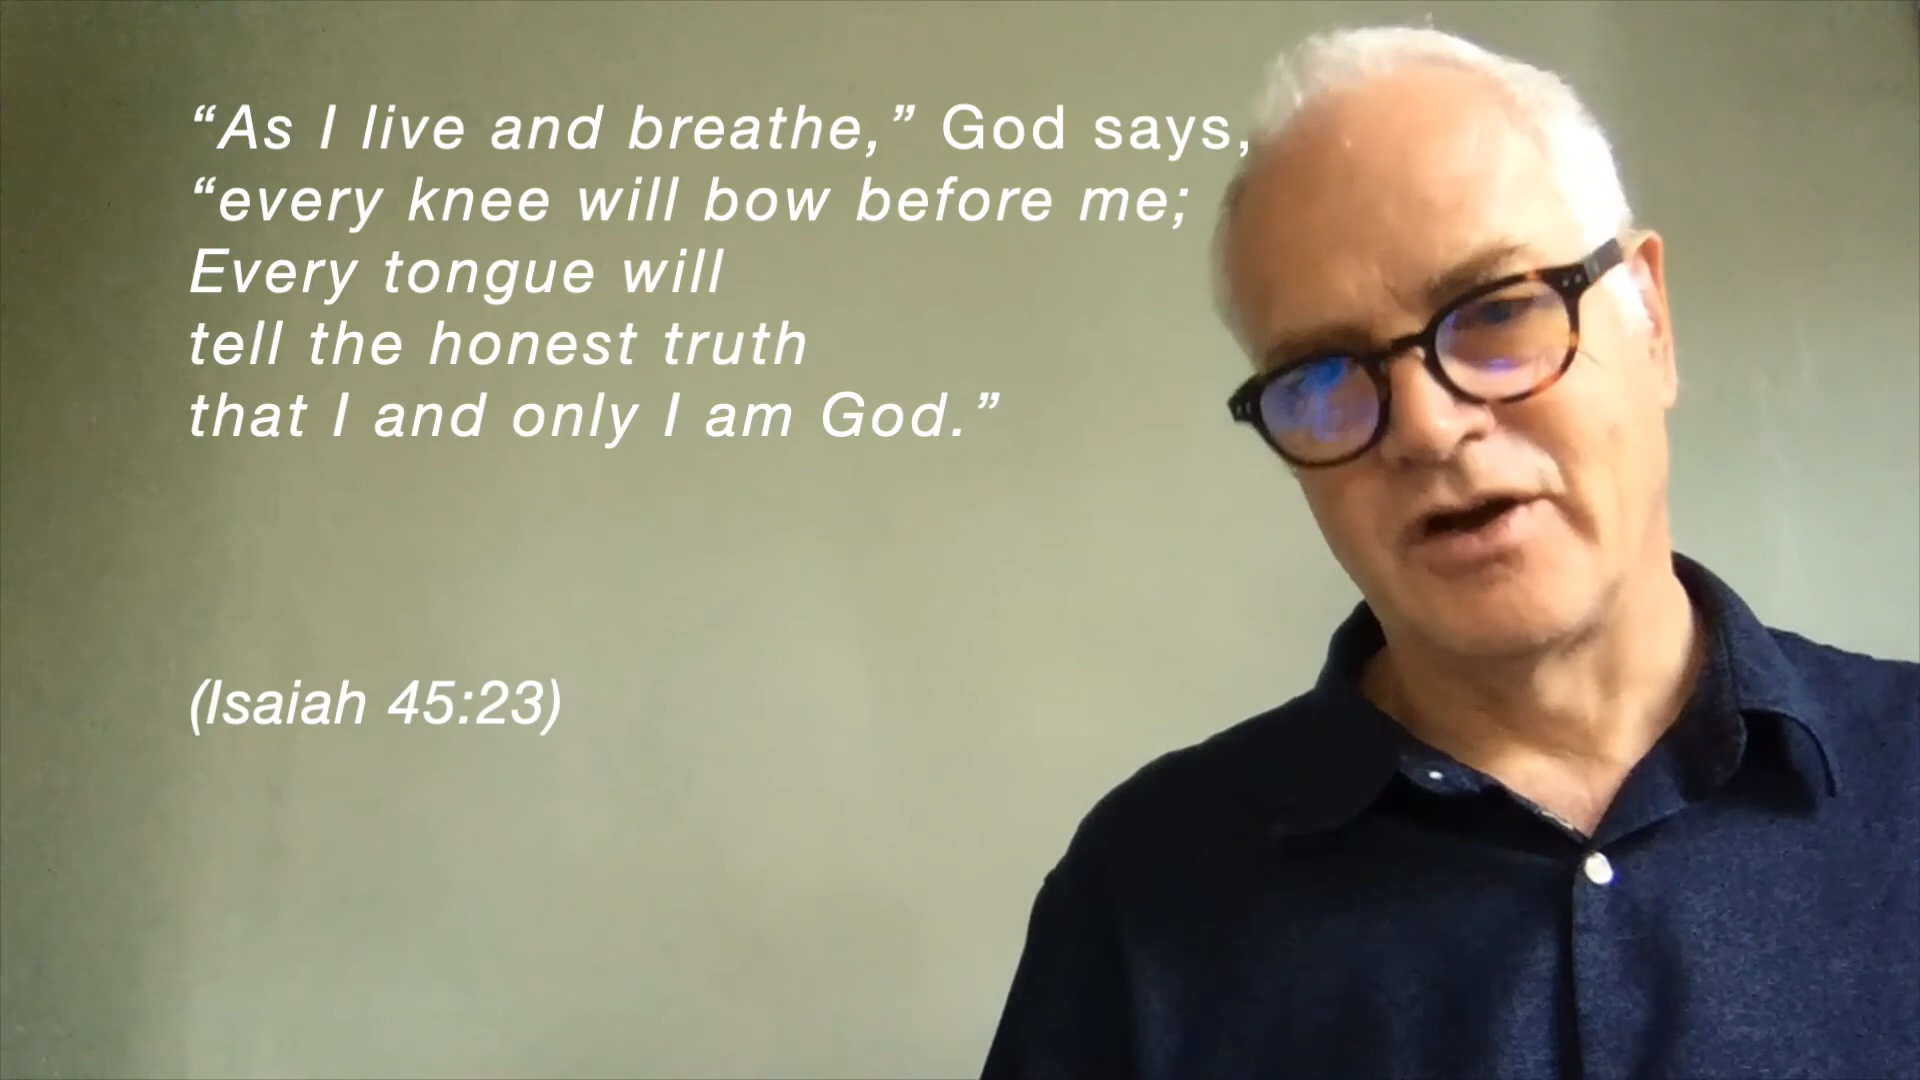 “As I live and breathe,” God says,
“every knee will bow before me;
Every tongue will
tell the honest truth
that I and only I am God.”
(Isaiah 45:23)